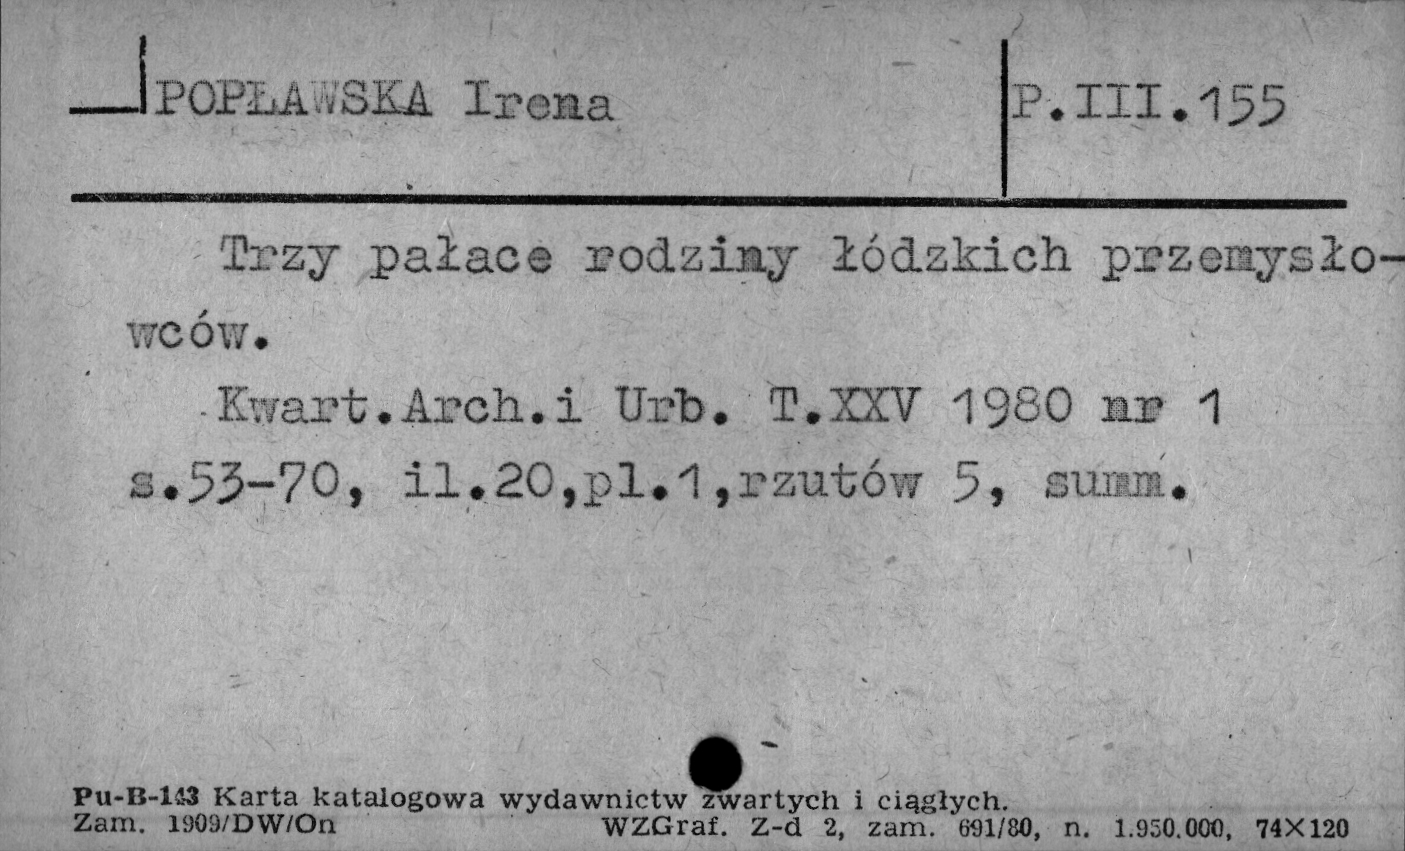 POPŁAWSKA Irena P.III.155
Trzy pałace rodziny łódzkich przemysło-
wców.
Kwart.Arch.i Urb. T.XXV 1980 nr 1
s.53-70, il.20,pl.1,rzutów 5, summ.
Pu-B-143 Karta katalogowa wydawnictw zwartych i ciągłych.
Zam. 1909/DW/On WZGraf. Z-d 2, zam. 691/80, n. 1.950.000, 74X120